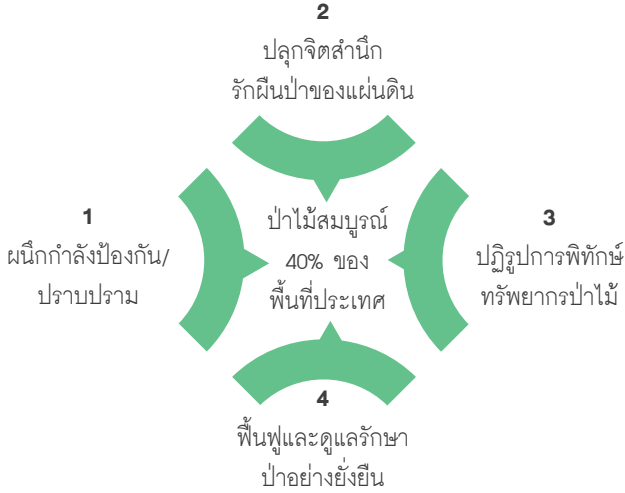 2
ปลุกจิตสำนึก
รักผืนป่าของแผ่นดิน
1
ผนึกกำลังป้องกัน/
ปราบปราม
ป่าไม้สมบูรณ์
40% ของ
พื้นที่ประเทศ
3
ปฏิรูปการพิทักษ์
ทรัพยากรป่าไม้
4
ฟื้นฟูและดูแลรักษา
ป่าอย่างยั่งยืน